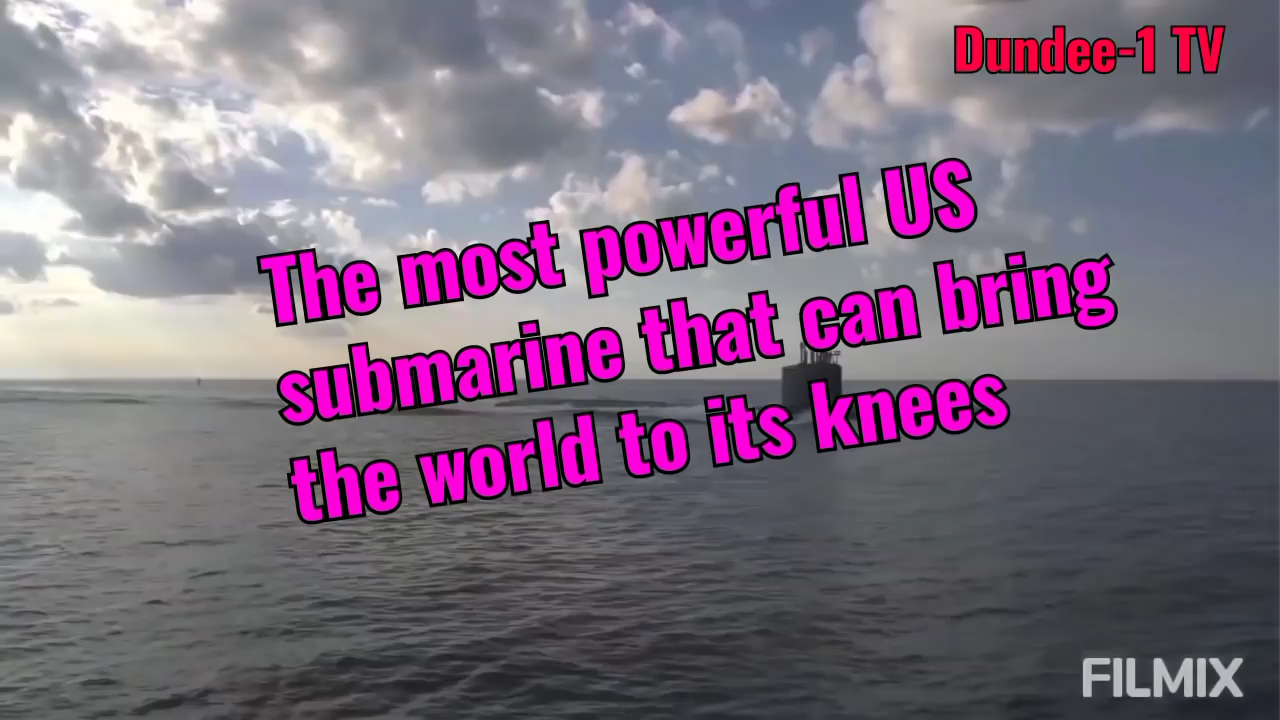 Dundee-1 TV
The most powerful US
submarine that can bring
the world to its knees
FILMIX